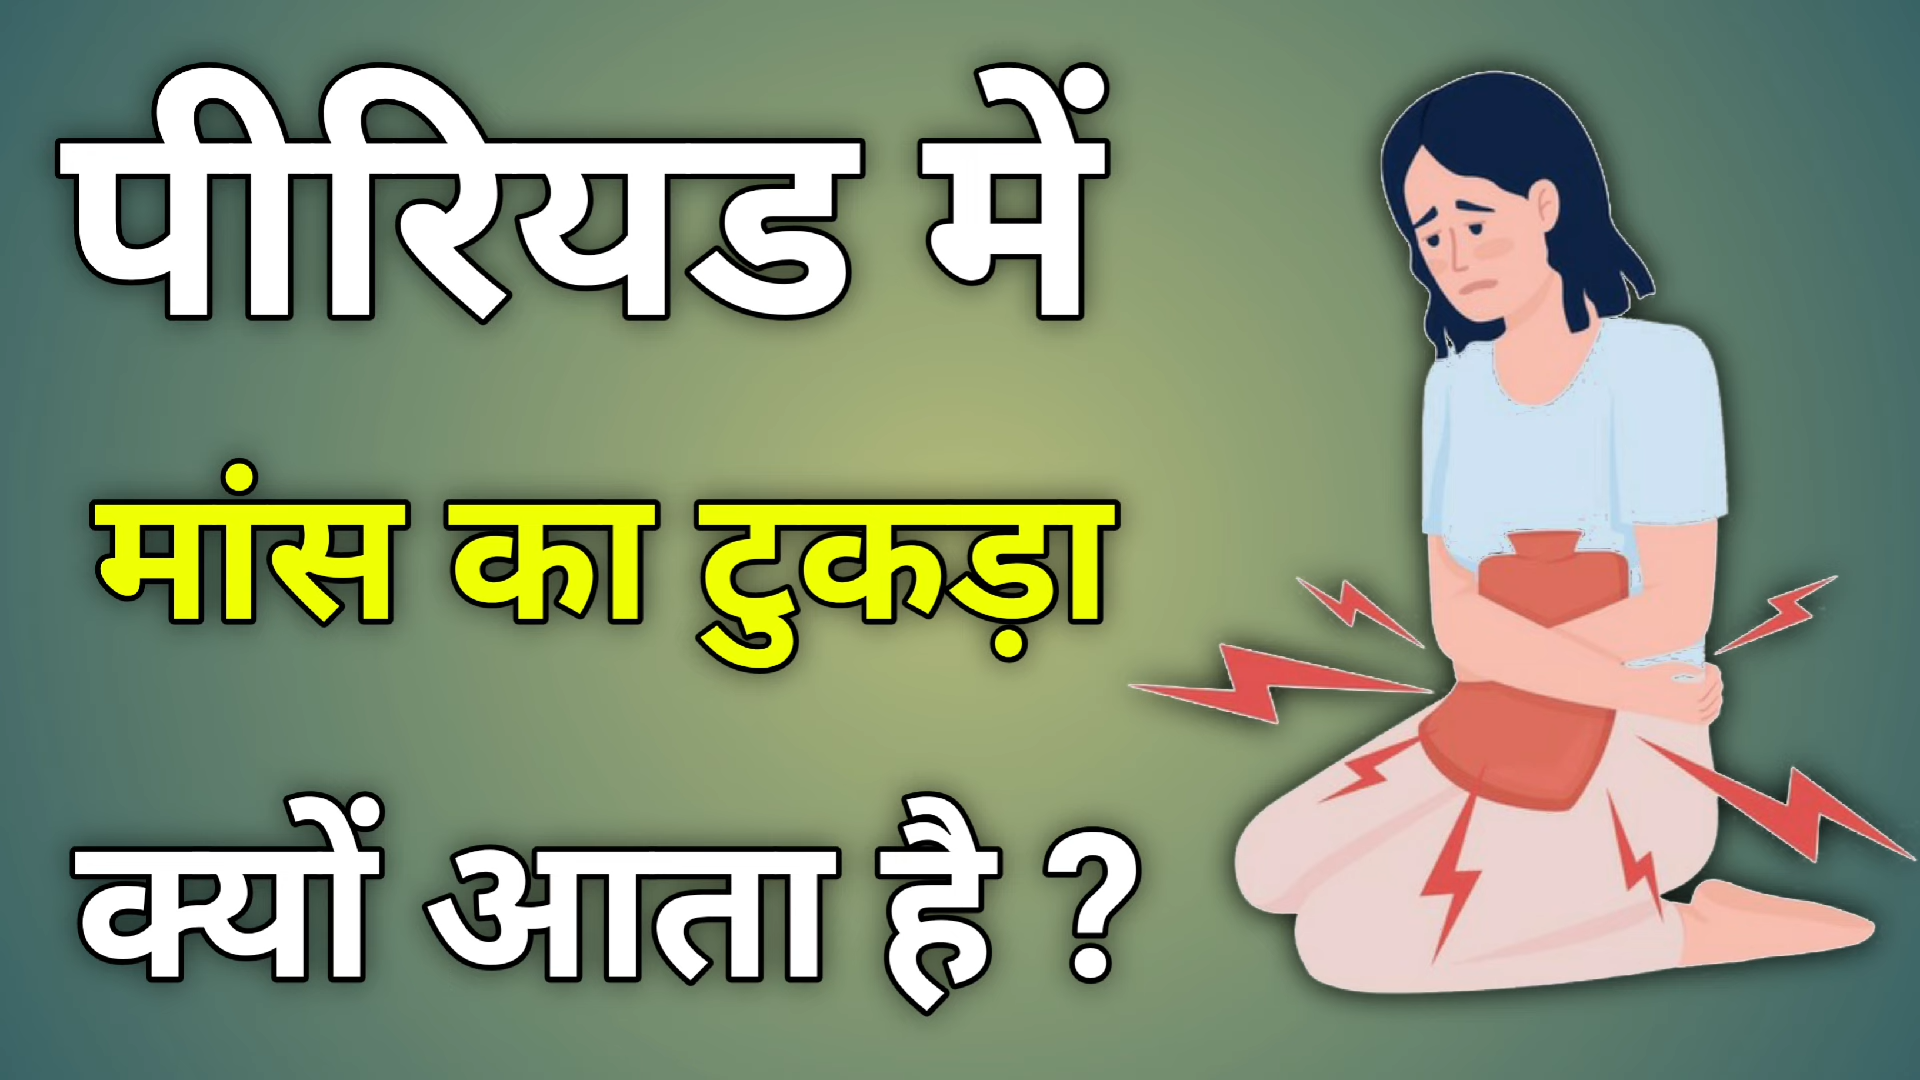 पीरियड में
मांस का टुकड़ा
क्यों आता है ?